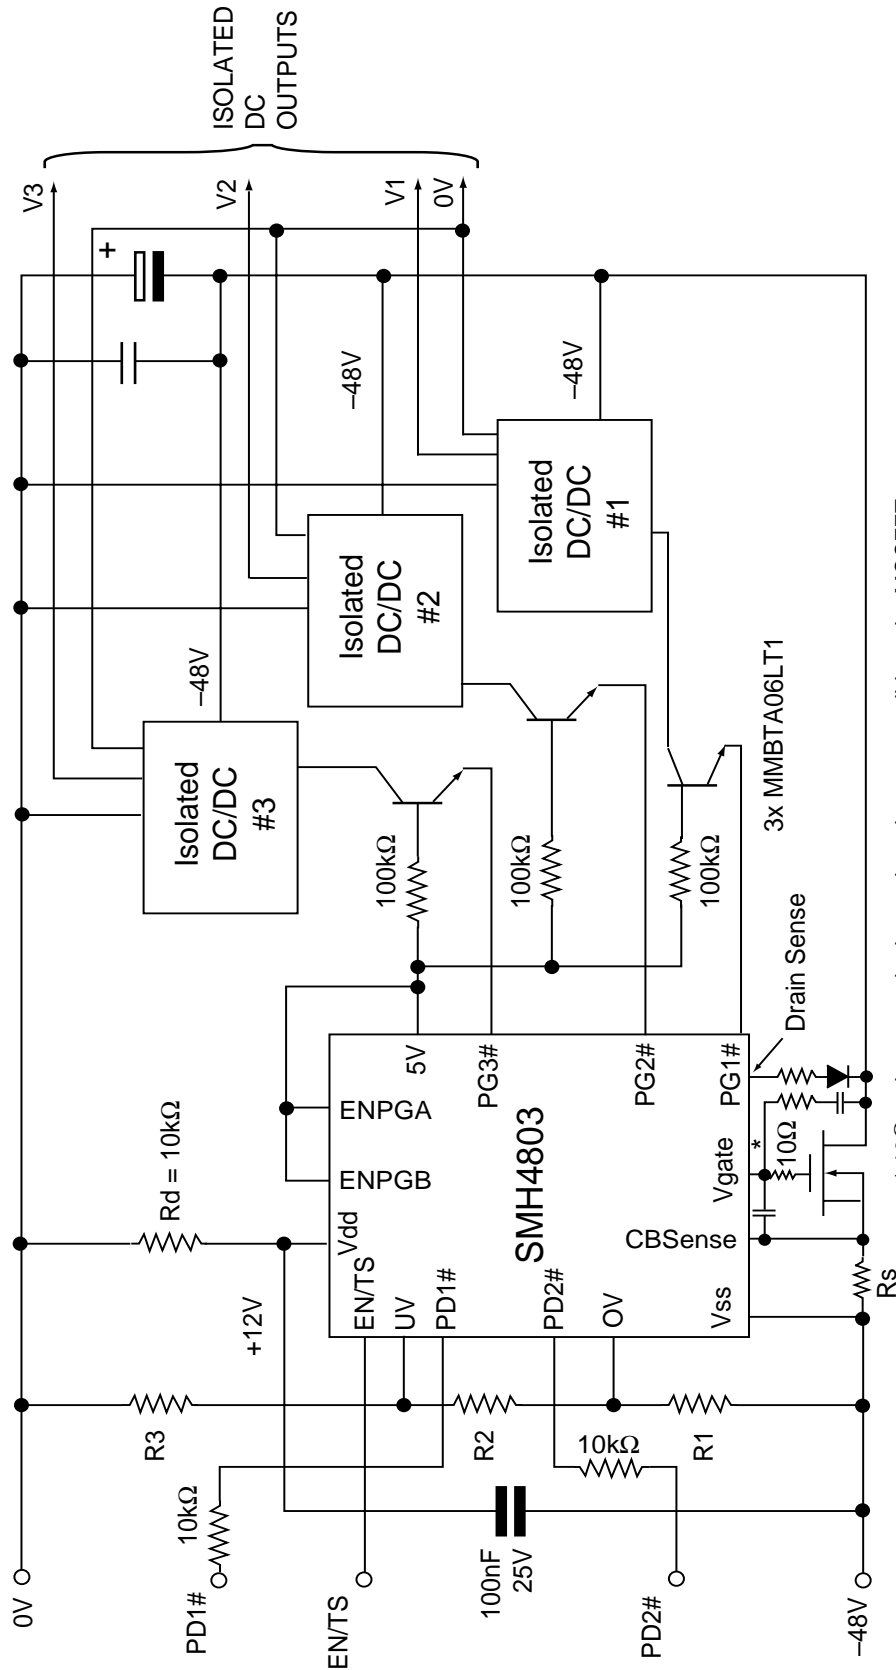 ISOLATED
DC
OUTPUTS
V3
V2
V1
0V
+
–48V
–48V
–48V
Isolated
DC/DC
#3
Isolated
DC/DC
#2
Isolated
DC/DC
#1
100kΩ
100kΩ
100kΩ
3x MMBTA06LT1
Rd = 10kΩ
+12V
SMH4803
5V
ENPGA
ENPGB
Vdd
EN/TS
UV
PD1#
PD2#
OV
PG3#
PG2#
PG1#
Vgate
CBSense
Vss
Drain Sense
*
10Ω
Rs
R3
R2
R1
10kΩ
10kΩ
100nF
25V
0V
PD1#
EN/TS
PD2#
–48V